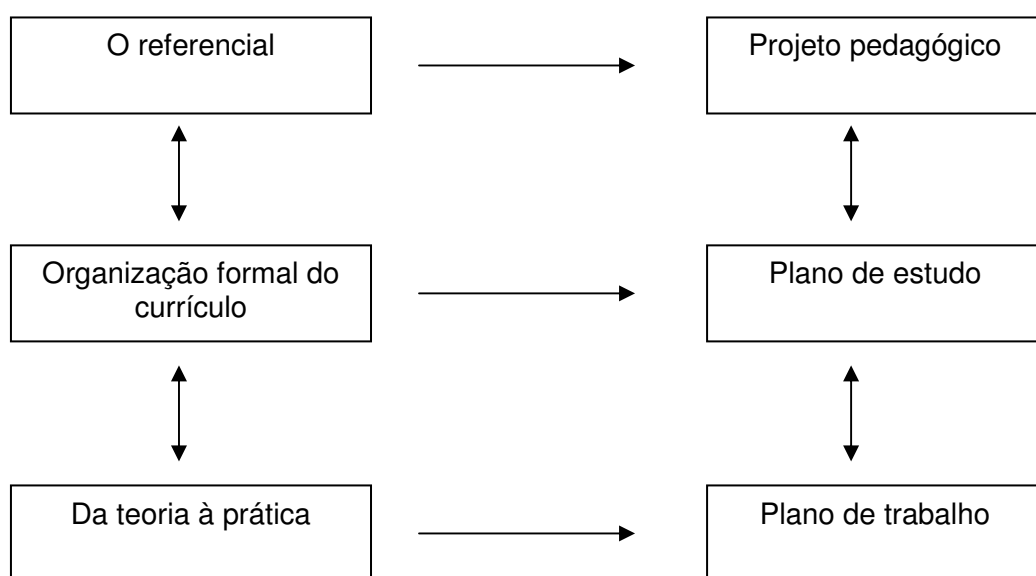 O referencial
Projeto pedagógico
Organização formal do
currículo
Plano de estudo
Da teoria à prática
Plano de trabalho